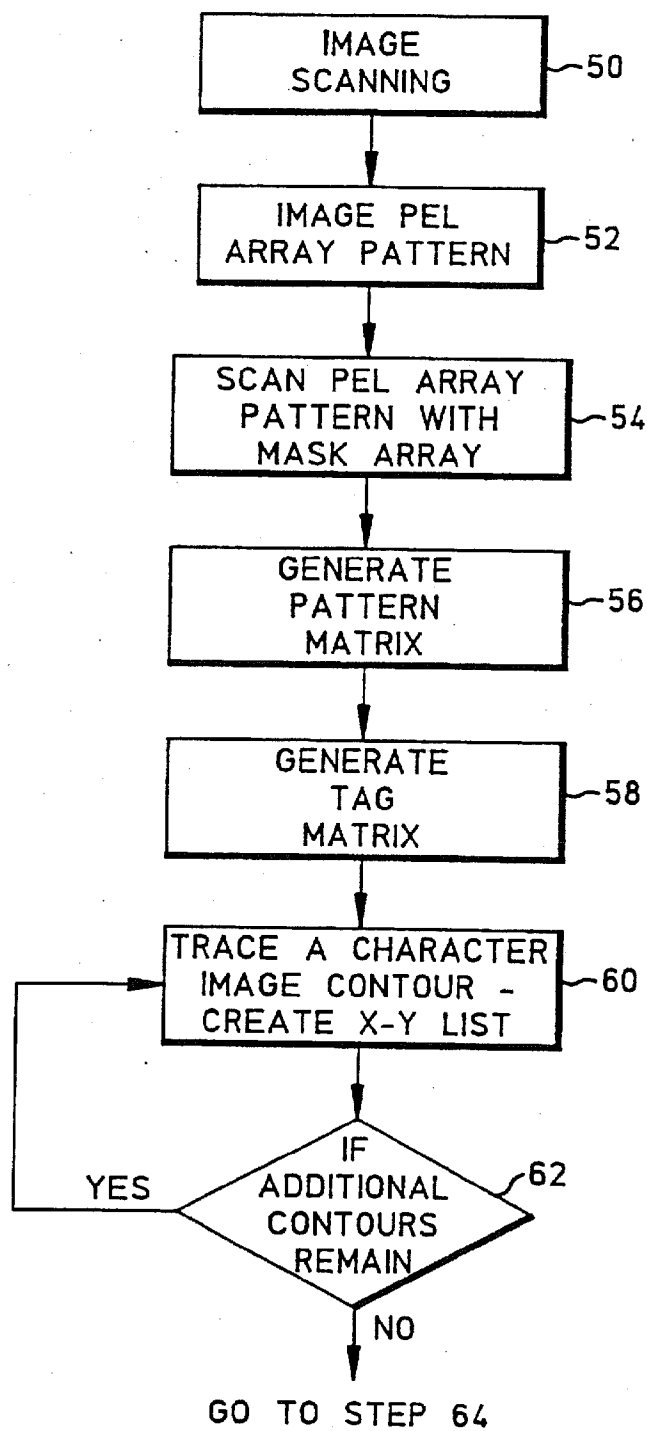 IMAGE
SCANNING
50
IMAGE PEL
ARRAY PATTERN
52
SCAN PEL ARRAY
PATTERN WITH
MASK ARRAY
54
GENERATE
PATTERN
MATRIX
56
GENERATE
TAG
MATRIX
58
TRACE A CHARACTER
IMAGE CONTOUR -
CREATE X-Y LIST
60
IF
ADDITIONAL
CONTOURS
REMAIN
62
YES
NO
GO TO STEP 64